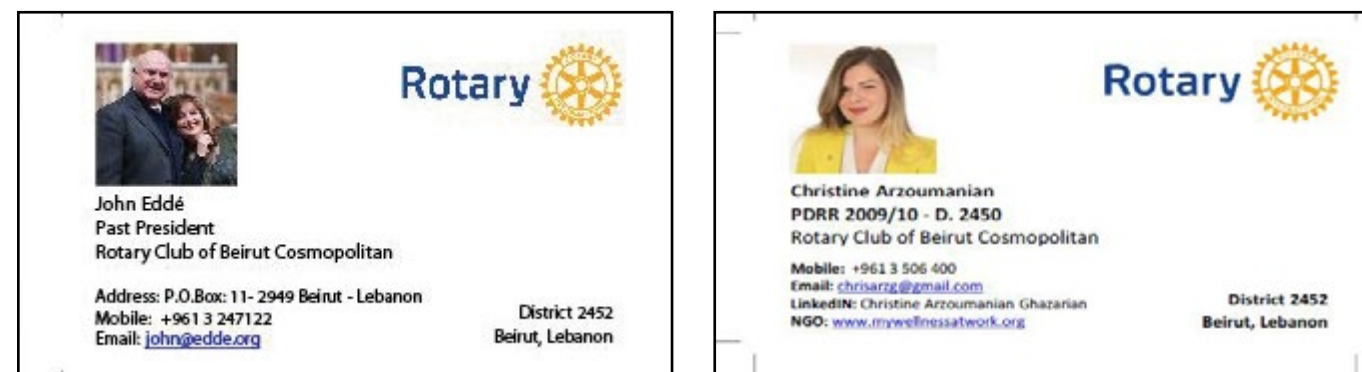 Rotary
John Eddé
Past President
Rotary Club of Beirut Cosmopolitan
Address: P.O.Box: 11- 2949 Beirut - Lebanon
Mobile: +961 3 247122
Email: john@edde.org
District 2452
Beirut, Lebanon
Rotary
Christine Arzoumanian
PDRR 2009/10 - D. 2450
Rotary Club of Beirut Cosmopolitan
Mobile: +961 3 506 400
Email: chrisarzg@gmail.com
LinkedIN: Christine Arzoumanian Ghazarian
NGO: www.mywellnessatwork.org
District 2452
Beirut, Lebanon